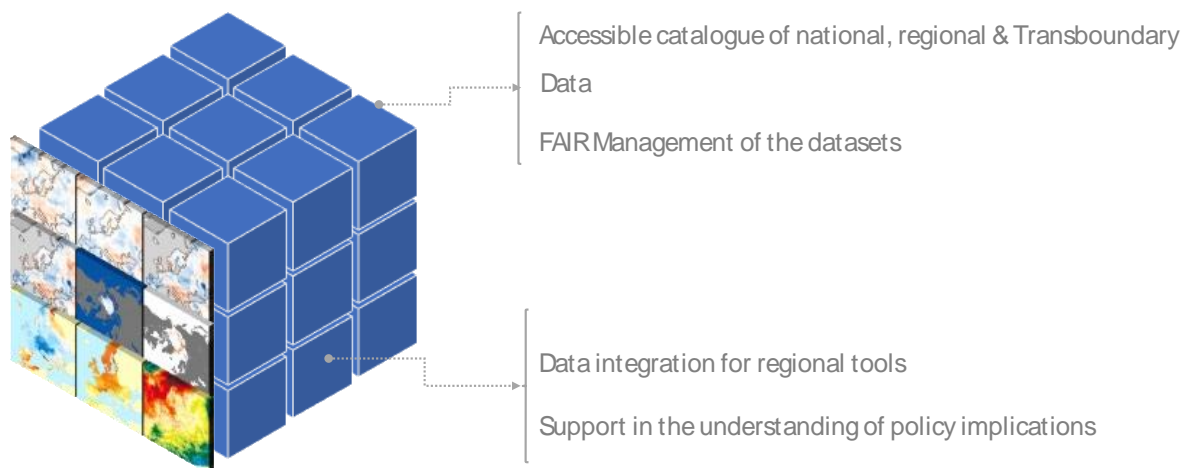 Accessible catalogue of national, regional & Transboundary
Data
FAIR Management of the datasets
Data integration for regional tools
Support in the understanding of policy implications